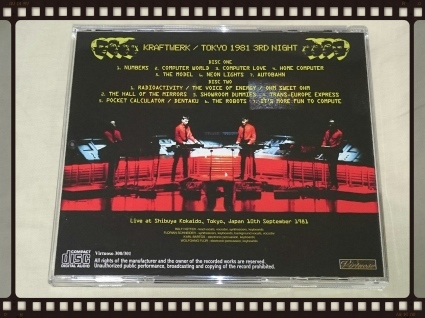 KRAFTWERK / TOKYO 1981 3RD NIGHT
DISC ONE
1. NUMBERS 2. COMPUTER WORLD 3. COMPUTER LOVE 4. HOME COMPUTER
5. THE MODEL 6. NEON LIGHTS 7. AUTOBAHN
DISC TWO
1. RADIOACTIVITY / THE VOICE OF ENERGY / OHM SWEET OHM
2. THE HALL OF THE MIRRORS 3. SHOWROOM DUMMIES 4. TRANS-EUROPE EXPRESS
5. POCKET CALCULATOR / DENTAKU 6. THE ROBOTS 7. IT'S MORE FUN TO COMPUTE
Live at Shibuya Kokaido, Tokyo, Japan 10th September 1981
COMPACT
disc
DIGITAL AUDIO
Virtuoso 300/301
All rights of the manufacturer and the owner of the recorded works are reserved.
Unauthorized public performance, broadcasting and copying of the record prohibited.